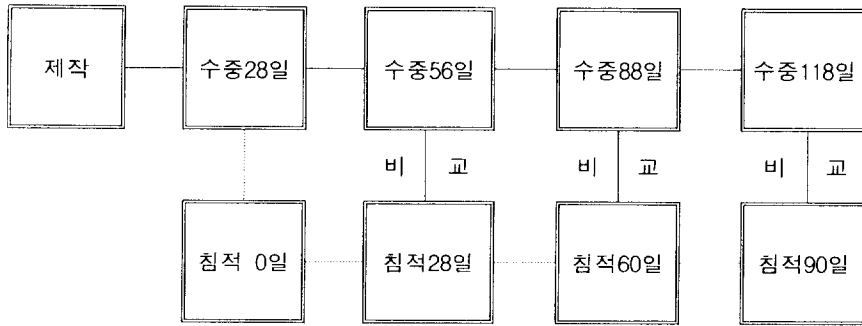 제작 수중28일 수중56일 수중88일 수중118일
비 교 비 교 비 교
침적 0일 침적28일 침적60일 침적90일